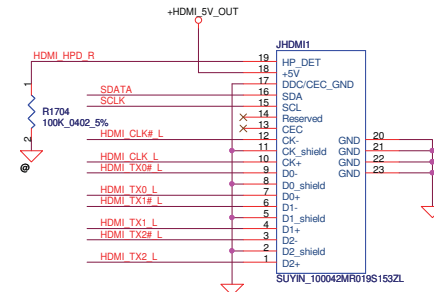 +HDMI_5V_OUT
JHDMI1
HDMI_HPD_R 19 HP_DET
18 +5V
17 DDC/CEC_GND
1 SDATA 16 SDA
SCLK 15 SCL
R1704 14 Reserved
100K_0402_5% 13 CEC
2 HDMI_CLK#_L 12 CK- GND 20
11 CK_shield GND 21
@ HDMI_CLK_L 10 CK+ GND 22
HDMI_TX0#_L 9 D0- GND 23
8 D0_shield
HDMI_TX0_L 7 D0+
HDMI_TX1#_L 6 D1-
5 D1_shield
HDMI_TX1_L 4 D1+
HDMI_TX2#_L 3 D2-
2 D2_shield
HDMI_TX2_L 1 D2+
SUYIN_100042MR019S153ZL